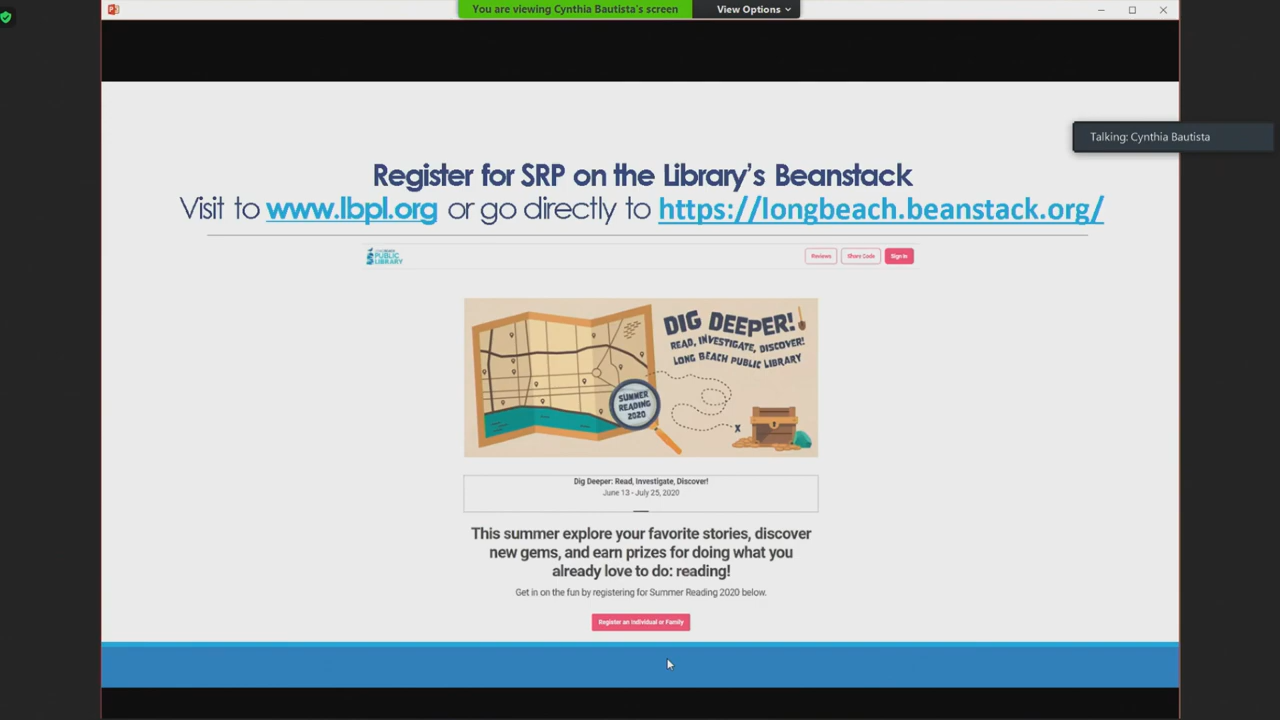 You are viewing Cynthia Bautista's screen
View Options
Talking: Cynthia Bautista
Register for SRP on the Library's Beanstack
Visit to www.lbpl.org or go directly to https://longbeach.beanstack.org/
PUBLIC
LIBRARY
Reviews
Share Code
Sign In
DIG DEEPER!
READ, INVESTIGATE, DISCOVER!
LONG BEACH PUBLIC LIBRARY
SUMMER
READING
2020
X
Dig Deeper: Read, Investigate, Discover!
June 13 - July 25, 2020
This summer explore your favorite stories, discover
new gems, and earn prizes for doing what you
already love to do: reading!
Get in on the fun by registering for Summer Reading 2020 below.
Register an Individual or Family